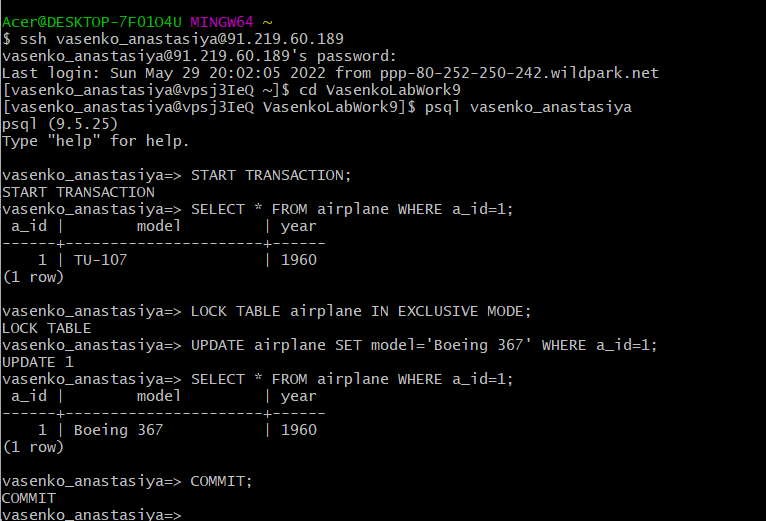 Acer@DESKTOP-7F01O4U MINGW64 ~
$ ssh vasenko_anastasiya@91.219.60.189
vasenko_anastasiya@91.219.60.189's password:
Last login: Sun May 29 20:02:05 2022 from ppp-80-252-250-242.wildpark.net
[vasenko_anastasiya@vpsj3IeQ ~]$ cd VasenkoLabWork9
[vasenko_anastasiya@vpsj3IeQ VasenkoLabWork9]$ psql vasenko_anastasiya
psql (9.5.25)
Type "help" for help.

vasenko_anastasiya=> START TRANSACTION;
START TRANSACTION
vasenko_anastasiya=> SELECT * FROM airplane WHERE a_id=1;
 a_id |        model         | year
------+----------------------+------
    1 | TU-107               | 1960
(1 row)

vasenko_anastasiya=> LOCK TABLE airplane IN EXCLUSIVE MODE;
LOCK TABLE
vasenko_anastasiya=> UPDATE airplane SET model='Boeing 367' WHERE a_id=1;
UPDATE 1
vasenko_anastasiya=> SELECT * FROM airplane WHERE a_id=1;
 a_id |        model         | year
------+----------------------+------
    1 | Boeing 367           | 1960
(1 row)

vasenko_anastasiya=> COMMIT;
COMMIT
vasenko_anastasiya=>